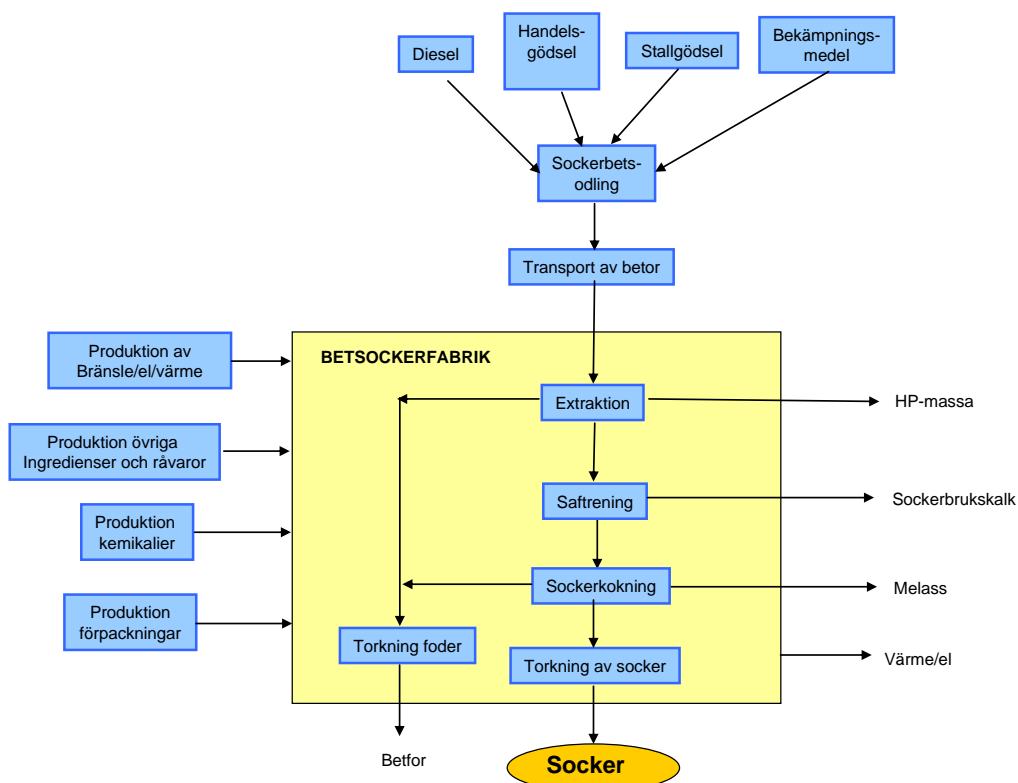 Diesel
Handels-
gödsel
Stallgödsel
Bekämpnings-
medel
Sockerbets-
odling
Transport av betor
Produktion av
Bränsle/el/värme
BETSOCKERFABRIK
Extraktion
HP-massa
Produktion övriga
Ingredienser och råvaror
Saftrening
Sockerbrukskalk
Produktion
kemikalier
Sockerkokning
Melass
Produktion
förpackningar
Torkning foder
Torkning av socker
Värme/el
Betfor
Socker